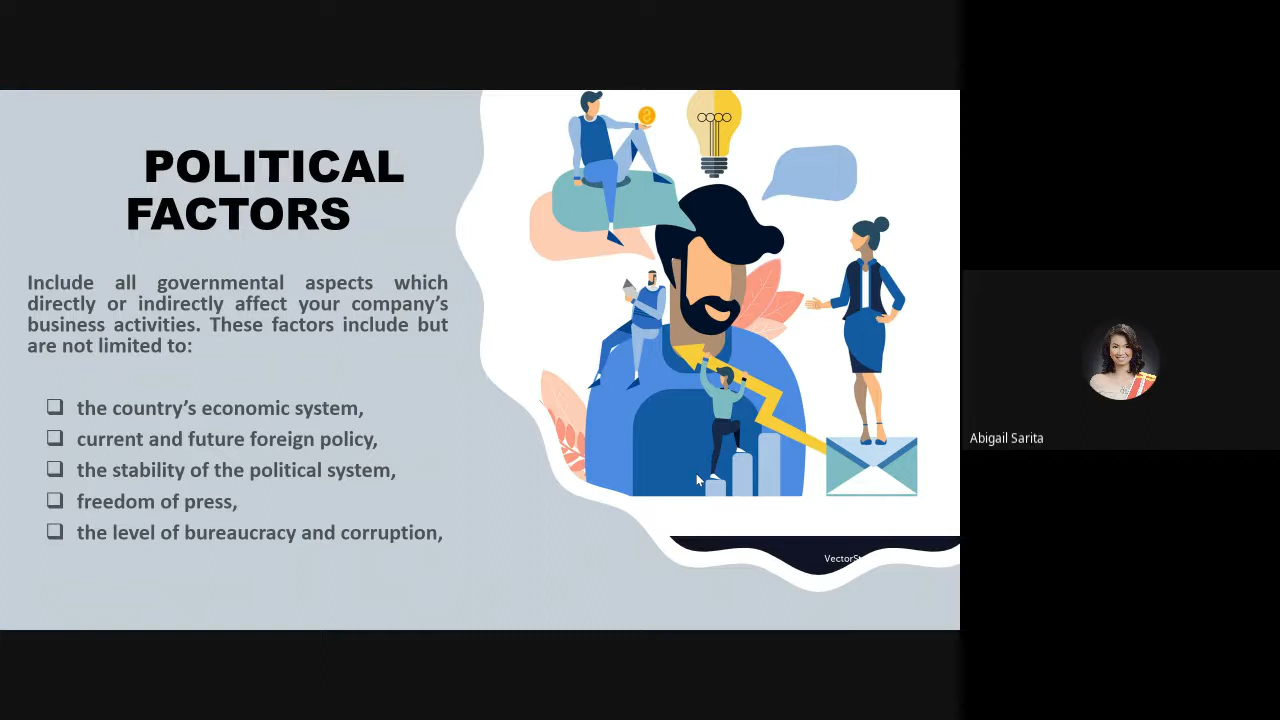 POLITICAL
FACTORS
Include all governmental aspects which
directly or indirectly affect your company's
business activities. These factors include but
are not limited to:
❑ the country's economic system,
❑ current and future foreign policy,
❑ the stability of the political system,
❑ freedom of press,
❑ the level of bureaucracy and corruption,
Abigail Sarita